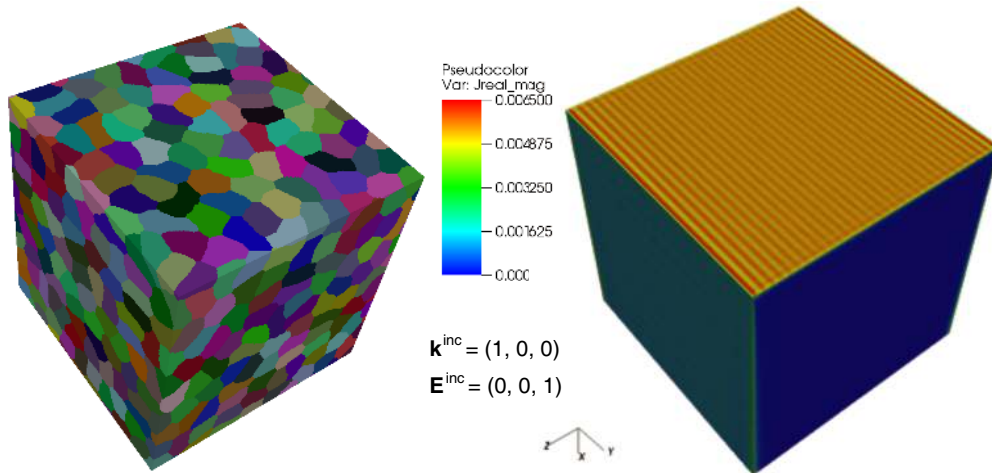 Pseudocolor
Var: Jreal_mag
0.006500
0.004875
0.003250
0.001625
0.000
k^inc = (1, 0, 0)
E^inc = (0, 0, 1)
Z
X
Y